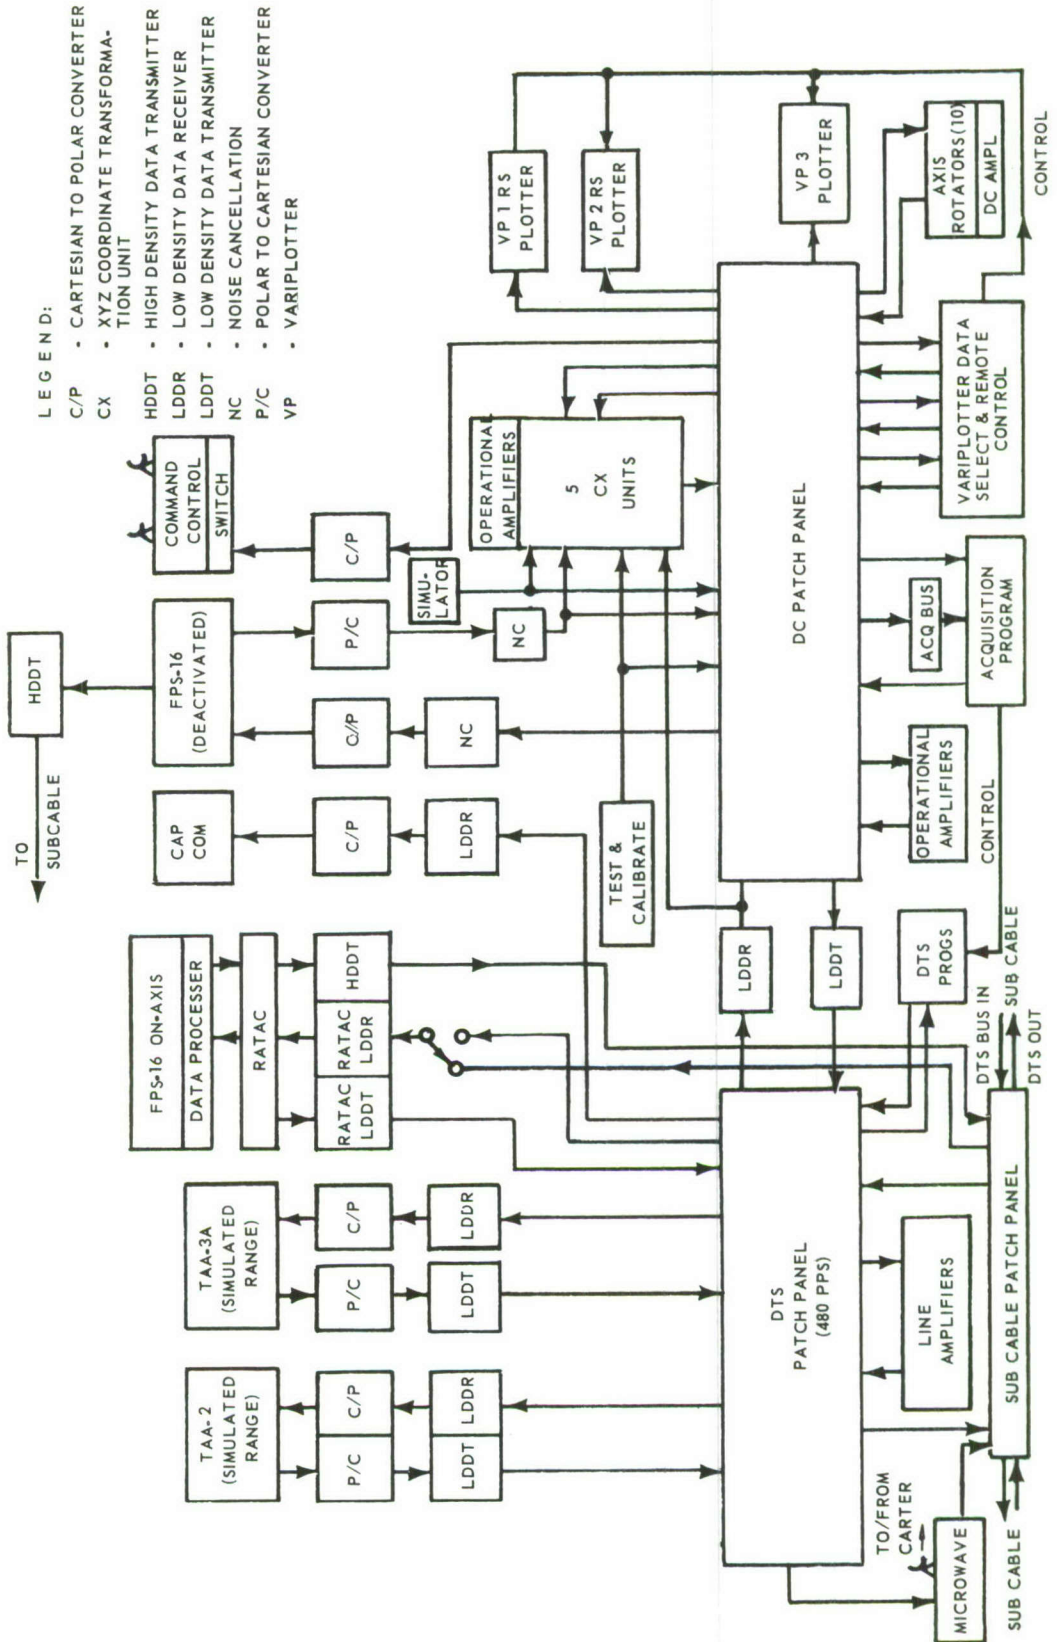 LEGEND:
C/P - CARTESIAN TO POLAR CONVERTER
CX - XYZ COORDINATE TRANSFORMA-
TION UNIT
HDDT - HIGH DENSITY DATA TRANSMITTER
LDDR - LOW DENSITY DATA RECEIVER
LDDT - LOW DENSITY DATA TRANSMITTER
NC - NOISE CANCELLATION
P/C - POLAR TO CARTESIAN CONVERTER
VP - VARIPLOTTER
TO
SUBCABLE
HDDT
TAA-2
(SIMULATED
RANGE)
TAA-3A
(SIMULATED
RANGE)
FPS-16 ON-AXIS
DATA PROCESSER
RATAC
CAP
COM
FPS-16
(DEACTIVATED)
COMMAND
CONTROL
SWITCH
P/C
C/P
P/C
C/P
RATAC
LDDT
RATAC
LDDR
HDDT
C/P
C/P
P/C
C/P
LDDT
LDDR
LDDT
LDDR
LDDR
NC
NC
SIMU-
LATOR
OPERATIONAL
AMPLIFIERS
5
CX
UNITS
VP 1 RS
PLOTTER
VP 2 RS
PLOTTER
VP 3
PLOTTER
TEST &
CALIBRATE
DTS
PATCH PANEL
(480 PPS)
LDDR
LDDT
DC PATCH PANEL
TO/FROM
CARTER
MICROWAVE
LINE
AMPLIFIERS
DTS
PROGS
OPERATIONAL
AMPLIFIERS
CONTROL
ACQ BUS
ACQUISITION
PROGRAM
VARIPLOTTER DATA
SELECT & REMOTE
CONTROL
AXIS
ROTATORS (10)
DC AMPL
CONTROL
SUB CABLE
SUB CABLE PATCH PANEL
DTS BUS IN
SUB CABLE
DTS OUT